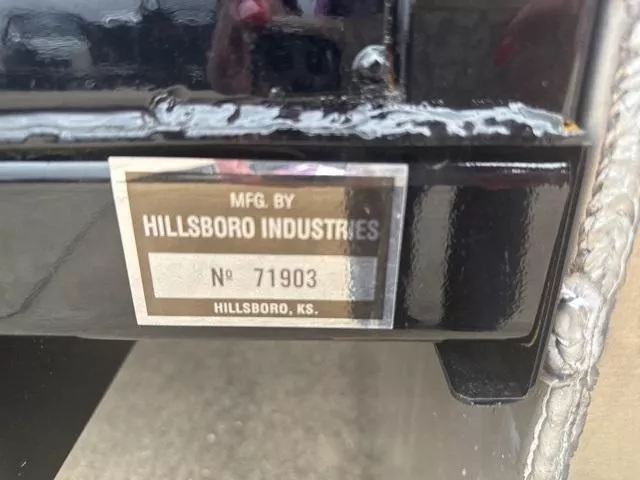 MFG. BY
HILLSBORO INDUSTRIES
Nº 71903
HILLSBORO, KS.